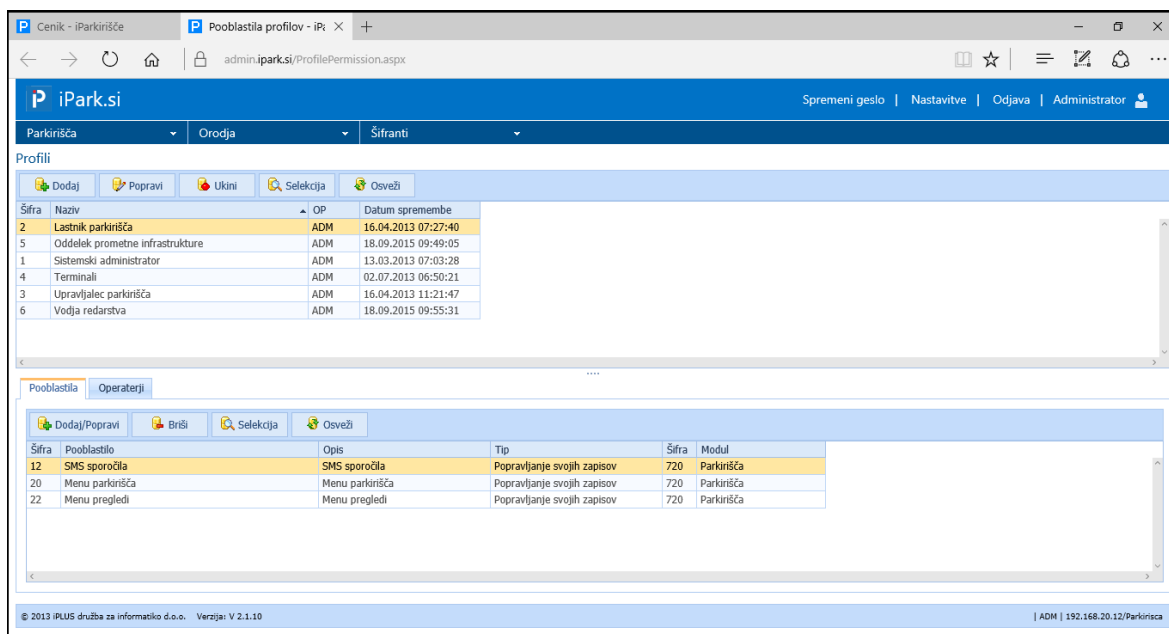 Cenik - iParkirišče
Pooblastila profilov - iPa
admin.ipark.si/ProfilePermission.aspx
iPark.si
Spremeni geslo | Nastavitve | Odjava | Administrator
Parkirišča Orodja Šifranti
Profili
Dodaj Popravi Ukini Selekcija Osveži
Šifra Naziv OP Datum spremembe
2 Lastnik parkirišča ADM 16.04.2013 07:27:40
5 Oddelek prometne infrastrukture ADM 18.09.2015 09:49:05
1 Sistemski administrator ADM 13.03.2013 07:03:28
4 Terminali ADM 02.07.2013 06:50:21
3 Upravljalec parkirišča ADM 16.04.2013 11:21:47
6 Vodja redarstva ADM 18.09.2015 09:55:31
Pooblastila Operaterji
Dodaj/Popravi Briši Selekcija Osveži
Šifra Pooblastilo Opis Tip Šifra Modul
12 SMS sporočila SMS sporočila Popravljanje svojih zapisov 720 Parkirišča
20 Menu parkirišča Menu parkirišča Popravljanje svojih zapisov 720 Parkirišča
22 Menu pregledi Menu pregledi Popravljanje svojih zapisov 720 Parkirišča
© 2013 iPLUS družba za informatiko d.o.o. Verzija: V 2.1.10
| ADM | 192.168.20.12/Parkirisca